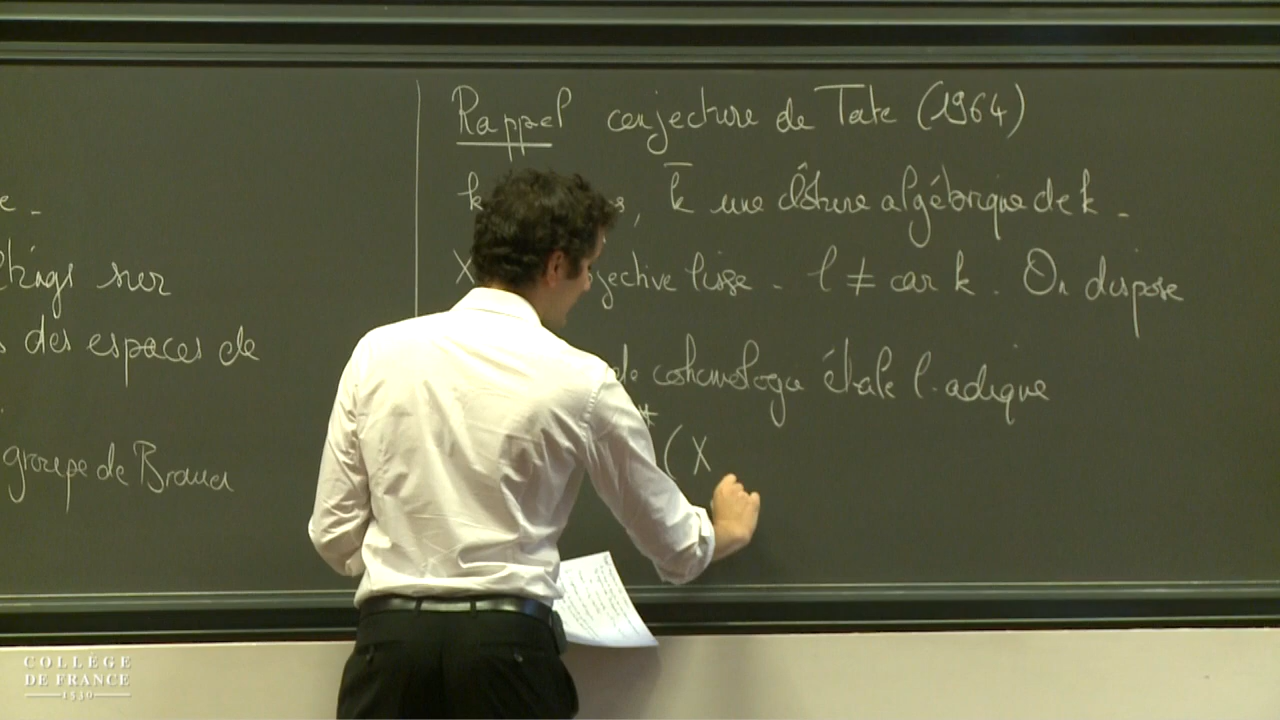 sur
des espaces de
groupe de Brauer
Rappel conjecture de Tate (1964)
k , k̄ une clôture algébrique de k.
X jective lisse. l ≠ car k. On dispose
de cohomologie étale l-adique
* (X
COLLÈGE
DE FRANCE
1530